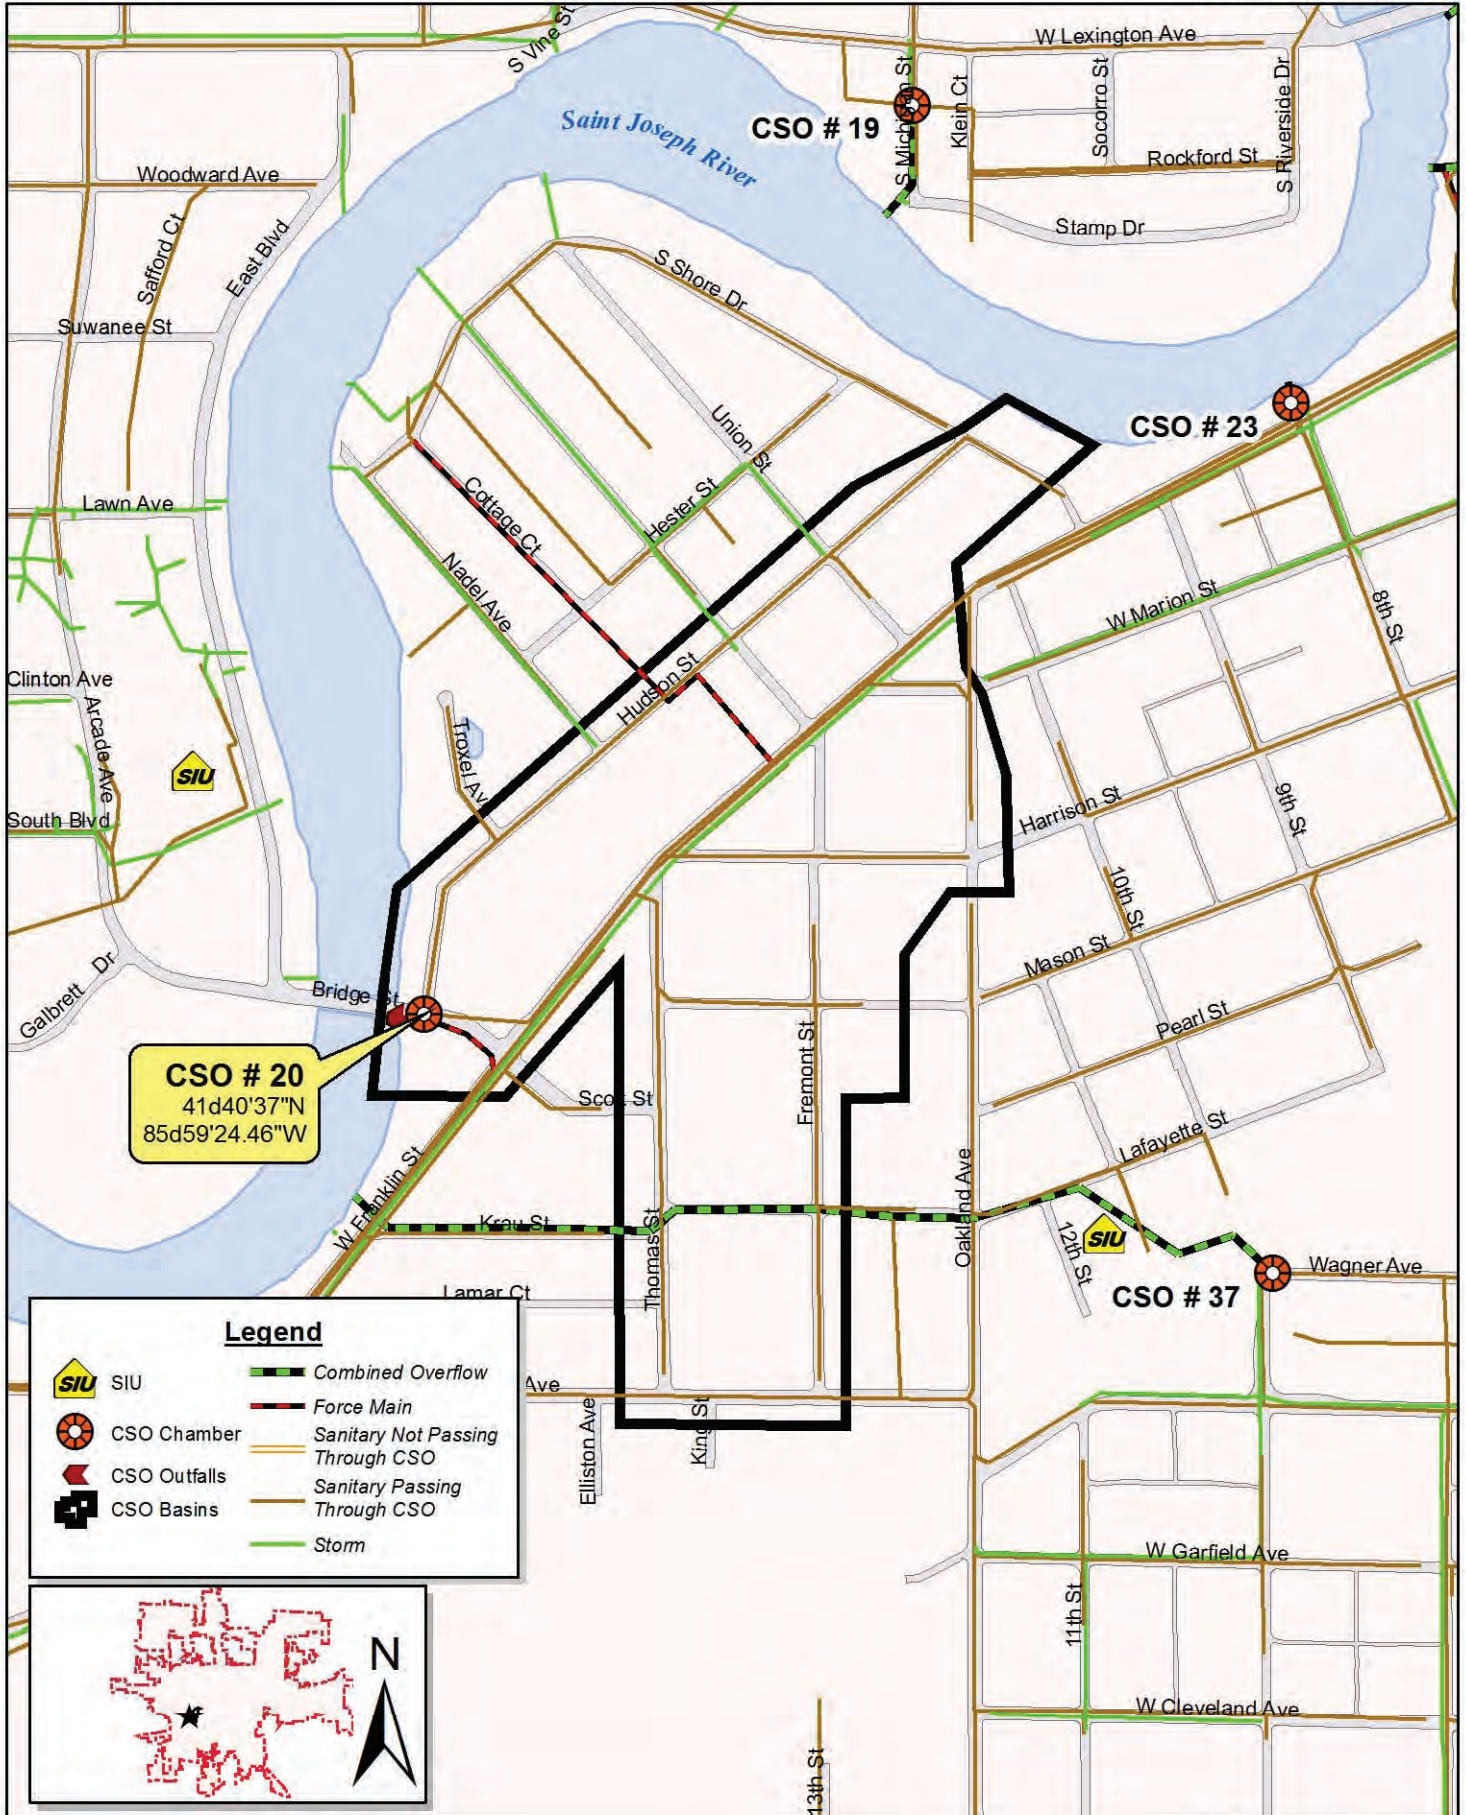 S Vine St
W Lexington Ave
S Michigan St
Klein Ct
Socorro St
S Riverside Dr
CSO # 19
Saint Joseph River
Rockford St
Woodward Ave
Safford Ct
East Blvd
Stamp Dr
S Shore Dr
Suwanee St
CSO # 23
Union St
Hester St
Cottage Ct
Lawn Ave
Nadel Ave
W Marion St
8th St
Clinton Ave
Arcade Ave
Hudson St
Troxel Av
SIU
South Blvd
Harrison St
9th St
10th St
Mason St
Galbrett Dr
Bridge St
Pearl St
CSO # 20
41d40'37"N
85d59'24.46"W
Scott St
Fremont St
Lafayette St
W Franklin St
Krau St
Thomas St
Oakland Ave
12th St
SIU
Wagner Ave
CSO # 37
Lamar Ct
Ave
Elliston Ave
King St
Legend
SIU SIU
CSO Chamber
CSO Outfalls
CSO Basins
Combined Overflow
Force Main
Sanitary Not Passing
Through CSO
Sanitary Passing
Through CSO
Storm
W Garfield Ave
11th St
N
W Cleveland Ave
13th St